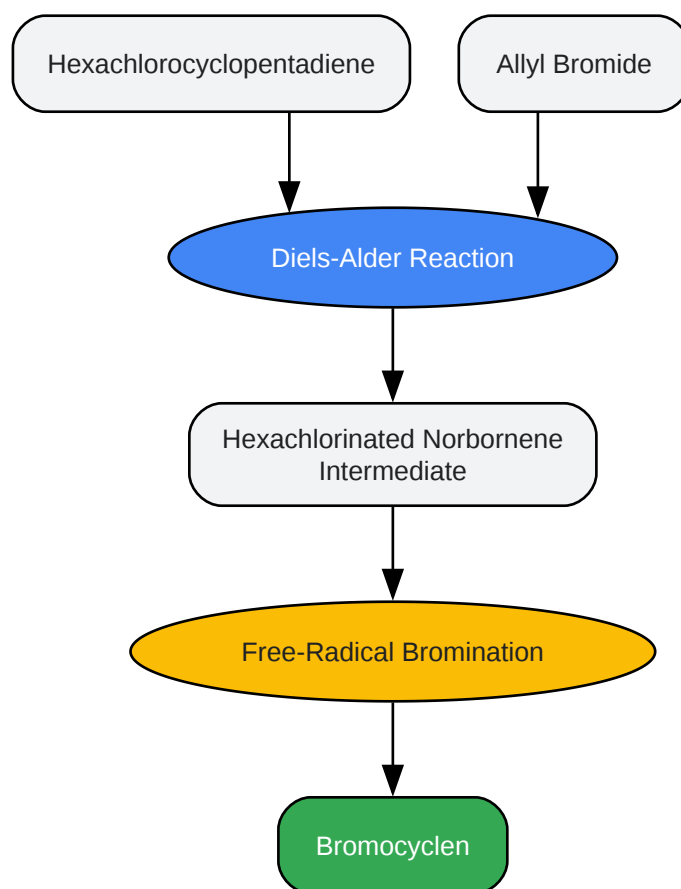 Hexachlorocyclopentadiene
Allyl Bromide
Diels-Alder Reaction
Hexachlorinated Norbornene
Intermediate
Free-Radical Bromination
Bromocyclen